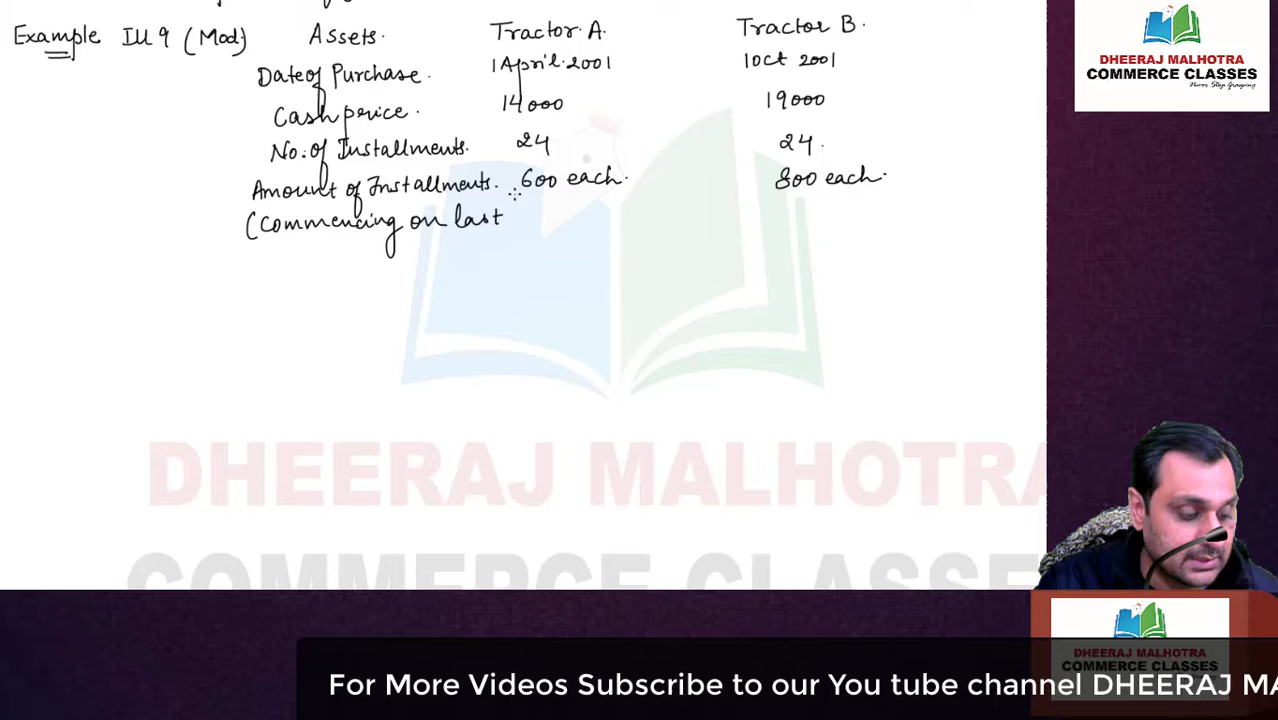 Example Ill 9 (Mod) Assets. Tractor A. Tractor B.
Date of Purchase. 1 April. 2001 1 Oct 2001
Cash price. 14000 19000
No. of Installments. 24 24.
Amount of Installments. 600 each. 800 each.
(Commencing on last
DHEERAJ MALHOTRA
COMMERCE CLASSES
DHEERAJ MALHOTRA
COMMERCE CLASSES
Never Stop Grasping
DHEERAJ MALHOTRA
COMMERCE CLASSES
For More Videos Subscribe to our You tube channel DHEERAJ MA